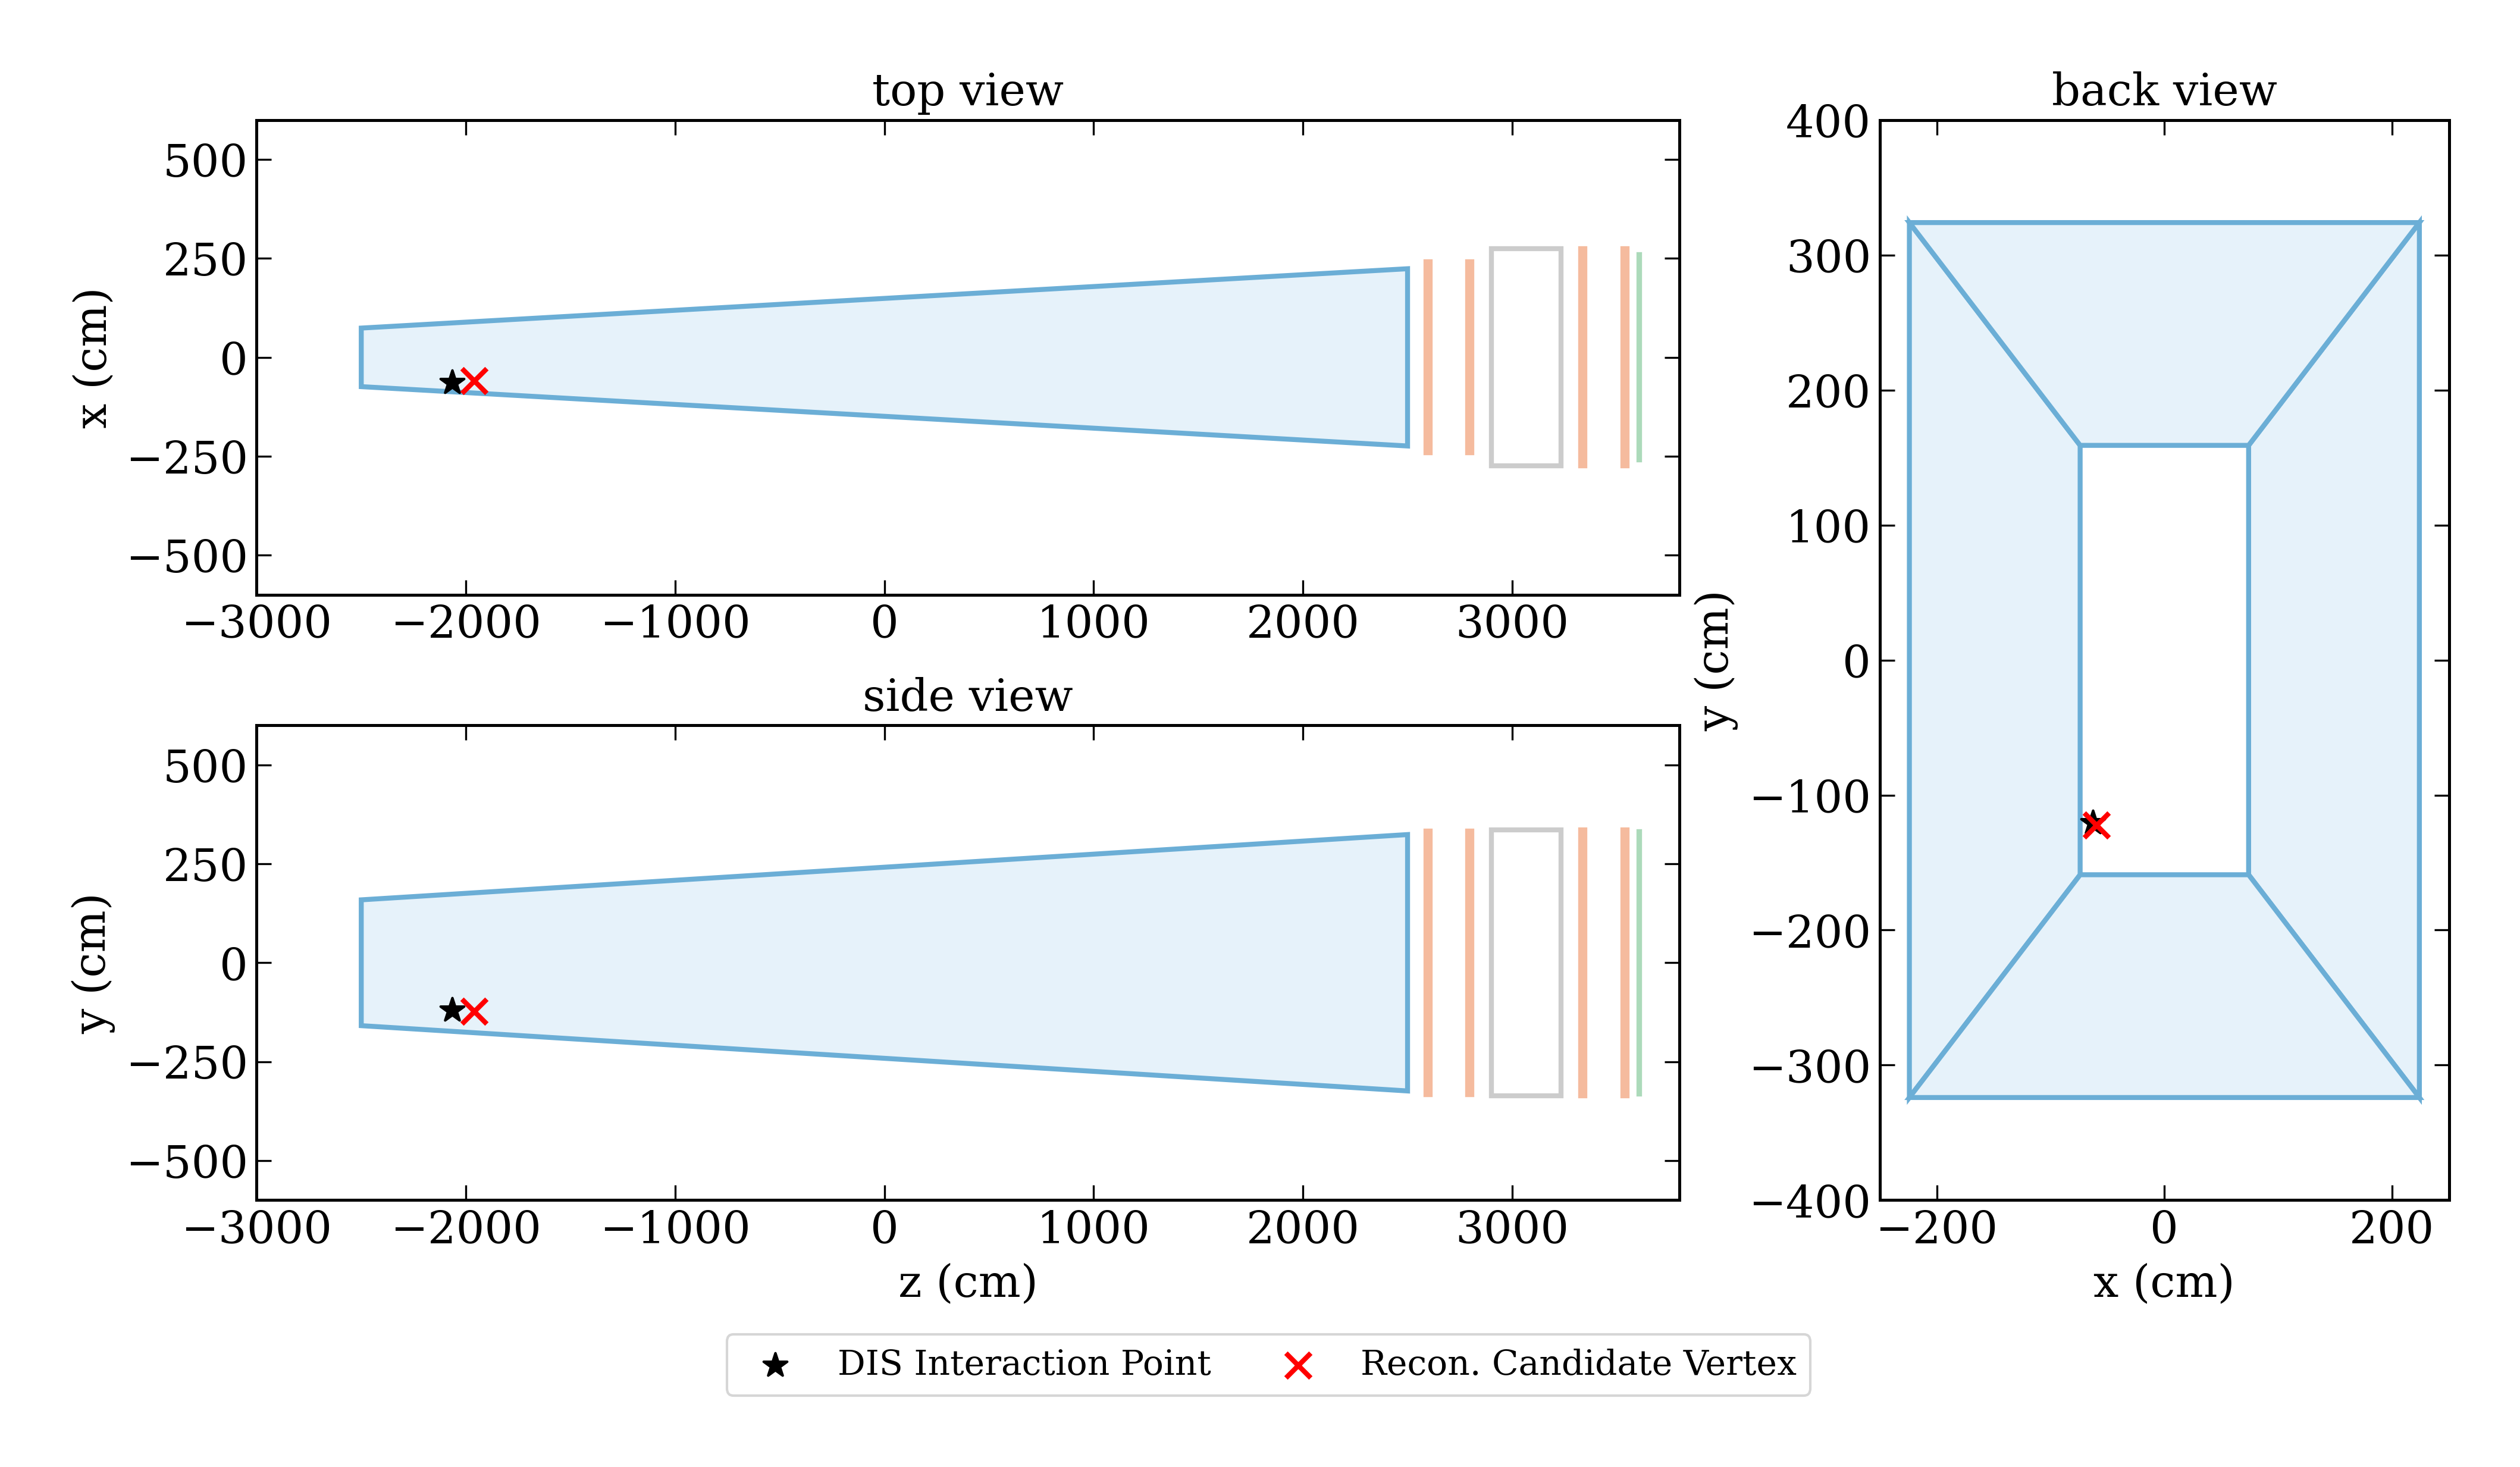 top view
x (cm)
500
250
0
−250
−500
−3000 −2000 −1000 0 1000 2000 3000
side view
y (cm)
500
250
0
−250
−500
−3000 −2000 −1000 0 1000 2000 3000
z (cm)
back view
y (cm)
400
300
200
100
0
−100
−200
−300
−400
−200 0 200
x (cm)
DIS Interaction Point Recon. Candidate Vertex